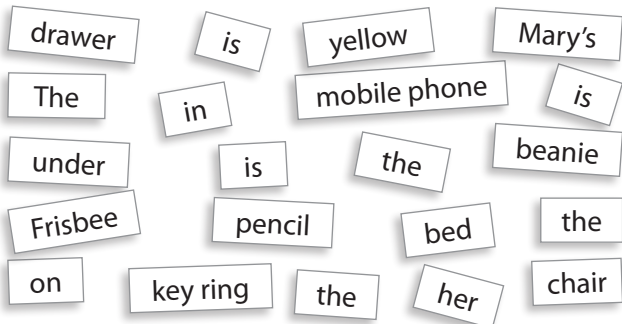 drawer is yellow Mary's
The in mobile phone is
under is the beanie
Frisbee pencil bed the
on key ring the her chair